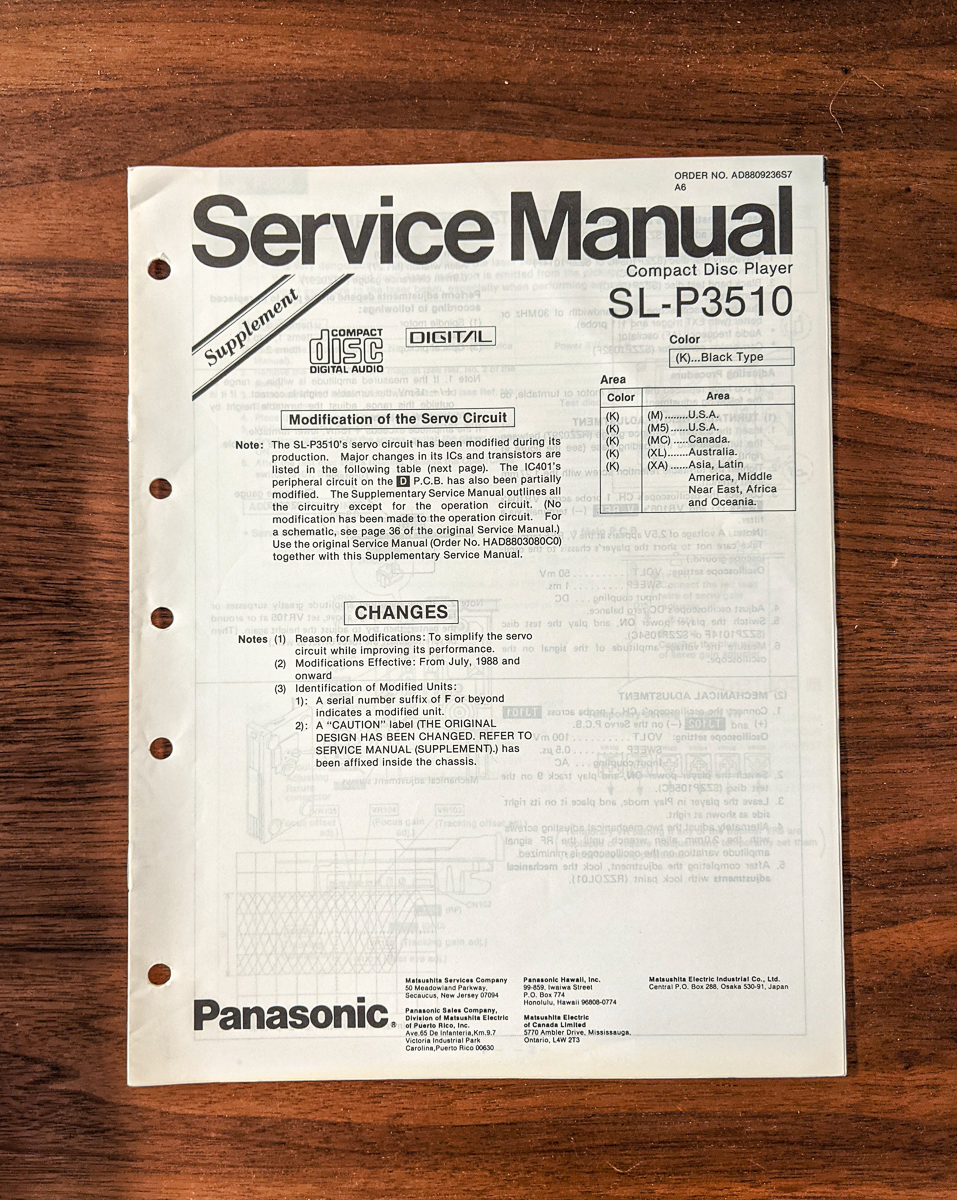 ORDER NO. AD8809236S7
A6
Service Manual
Compact Disc Player
SL-P3510
Supplement
COMPACT
disc
DIGITAL AUDIO
DIGITAL
Color
(K)...Black Type
Area
Color Area
(K) (M)........U.S.A.
(K) (M5)......U.S.A.
(K) (MC) .....Canada.
(K) (XL).......Australia.
(K) (XA) ......Asia, Latin
America, Middle
Near East, Africa
and Oceania.
Modification of the Servo Circuit
Note: The SL-P3510's servo circuit has been modified during its
production. Major changes in its ICs and transistors are
listed in the following table (next page). The IC401's
peripheral circuit on the D P.C.B. has also been partially
modified. The Supplementary Service Manual outlines all
the circuitry except for the operation circuit. (No
modification has been made to the operation circuit. For
a schematic, see page 36 of the original Service Manual.)
Use the original Service Manual (Order No. HAD8803080C0)
together with this Supplementary Service Manual.
CHANGES
Notes (1) Reason for Modifications: To simplify the servo
circuit while improving its performance.
(2) Modifications Effective: From July, 1988 and
onward
(3) Identification of Modified Units:
1): A serial number suffix of F or beyond
indicates a modified unit.
2): A “CAUTION” label (THE ORIGINAL
DESIGN HAS BEEN CHANGED. REFER TO
SERVICE MANUAL (SUPPLEMENT).) has
been affixed inside the chassis.
Panasonic®
Matsushita Services Company
50 Meadowland Parkway,
Secaucus, New Jersey 07094
Panasonic Sales Company,
Division of Matsushita Electric
of Puerto Rico, Inc.
Ave.65 De Infanteria,Km.9.7
Victoria Industrial Park
Carolina,Puerto Rico 00630
Panasonic Hawaii, Inc.
99-859, Iwaiwa Street
P.O. Box 774
Honolulu, Hawaii 96808-0774
Matsushita Electric
of Canada Limited
5770 Ambler Drive, Mississauga,
Ontario, L4W 2T3
Matsushita Electric Industrial Co., Ltd.
Central P.O. Box 288, Osaka 530-91, Japan